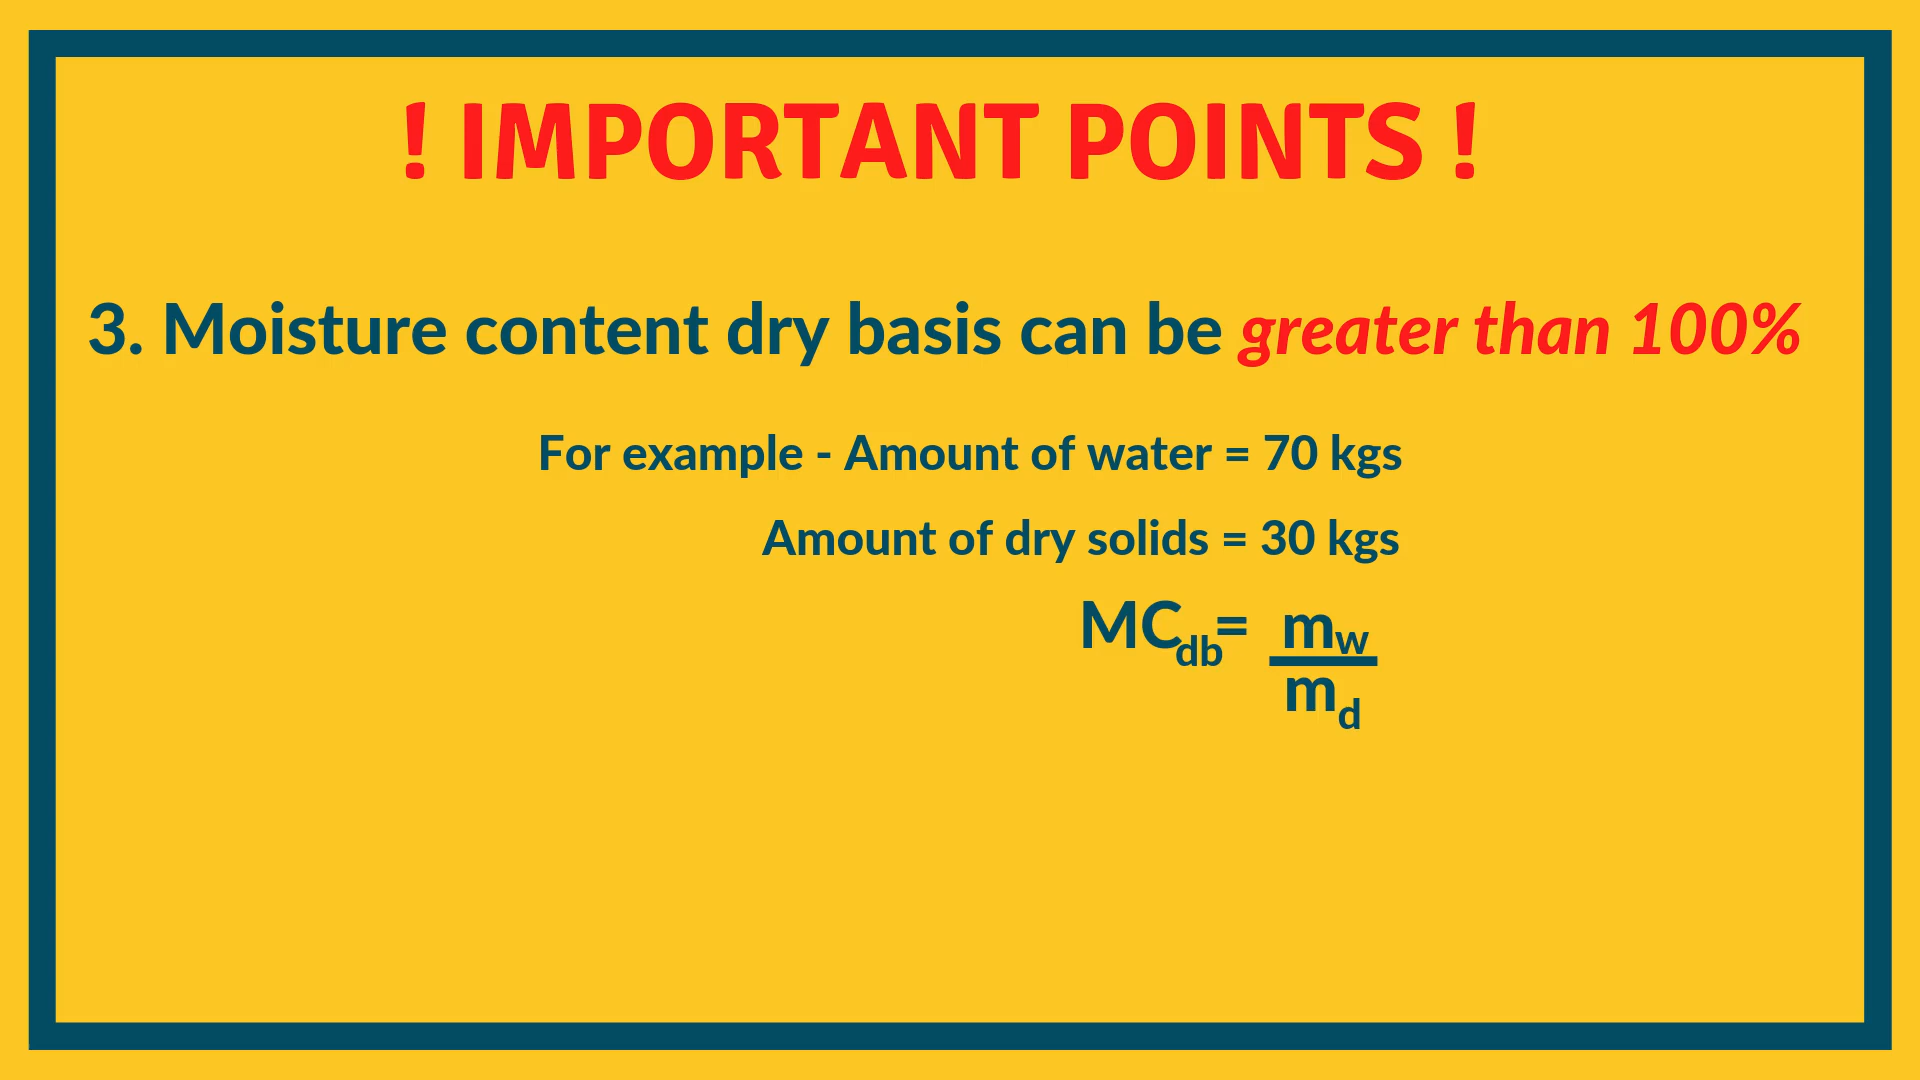 ! IMPORTANT POINTS !
3. Moisture content dry basis can be greater than 100%
For example - Amount of water = 70 kgs
Amount of dry solids = 30 kgs
MCdb= mw
md